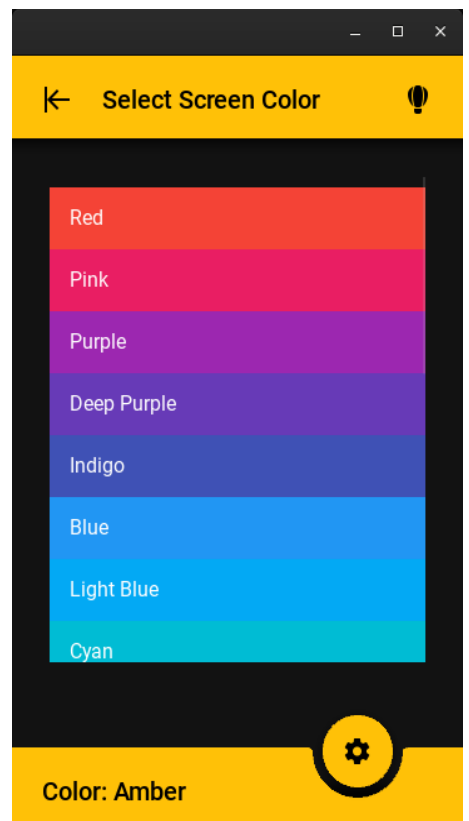 Select Screen Color
Red
Pink
Purple
Deep Purple
Indigo
Blue
Light Blue
Cyan
Color: Amber